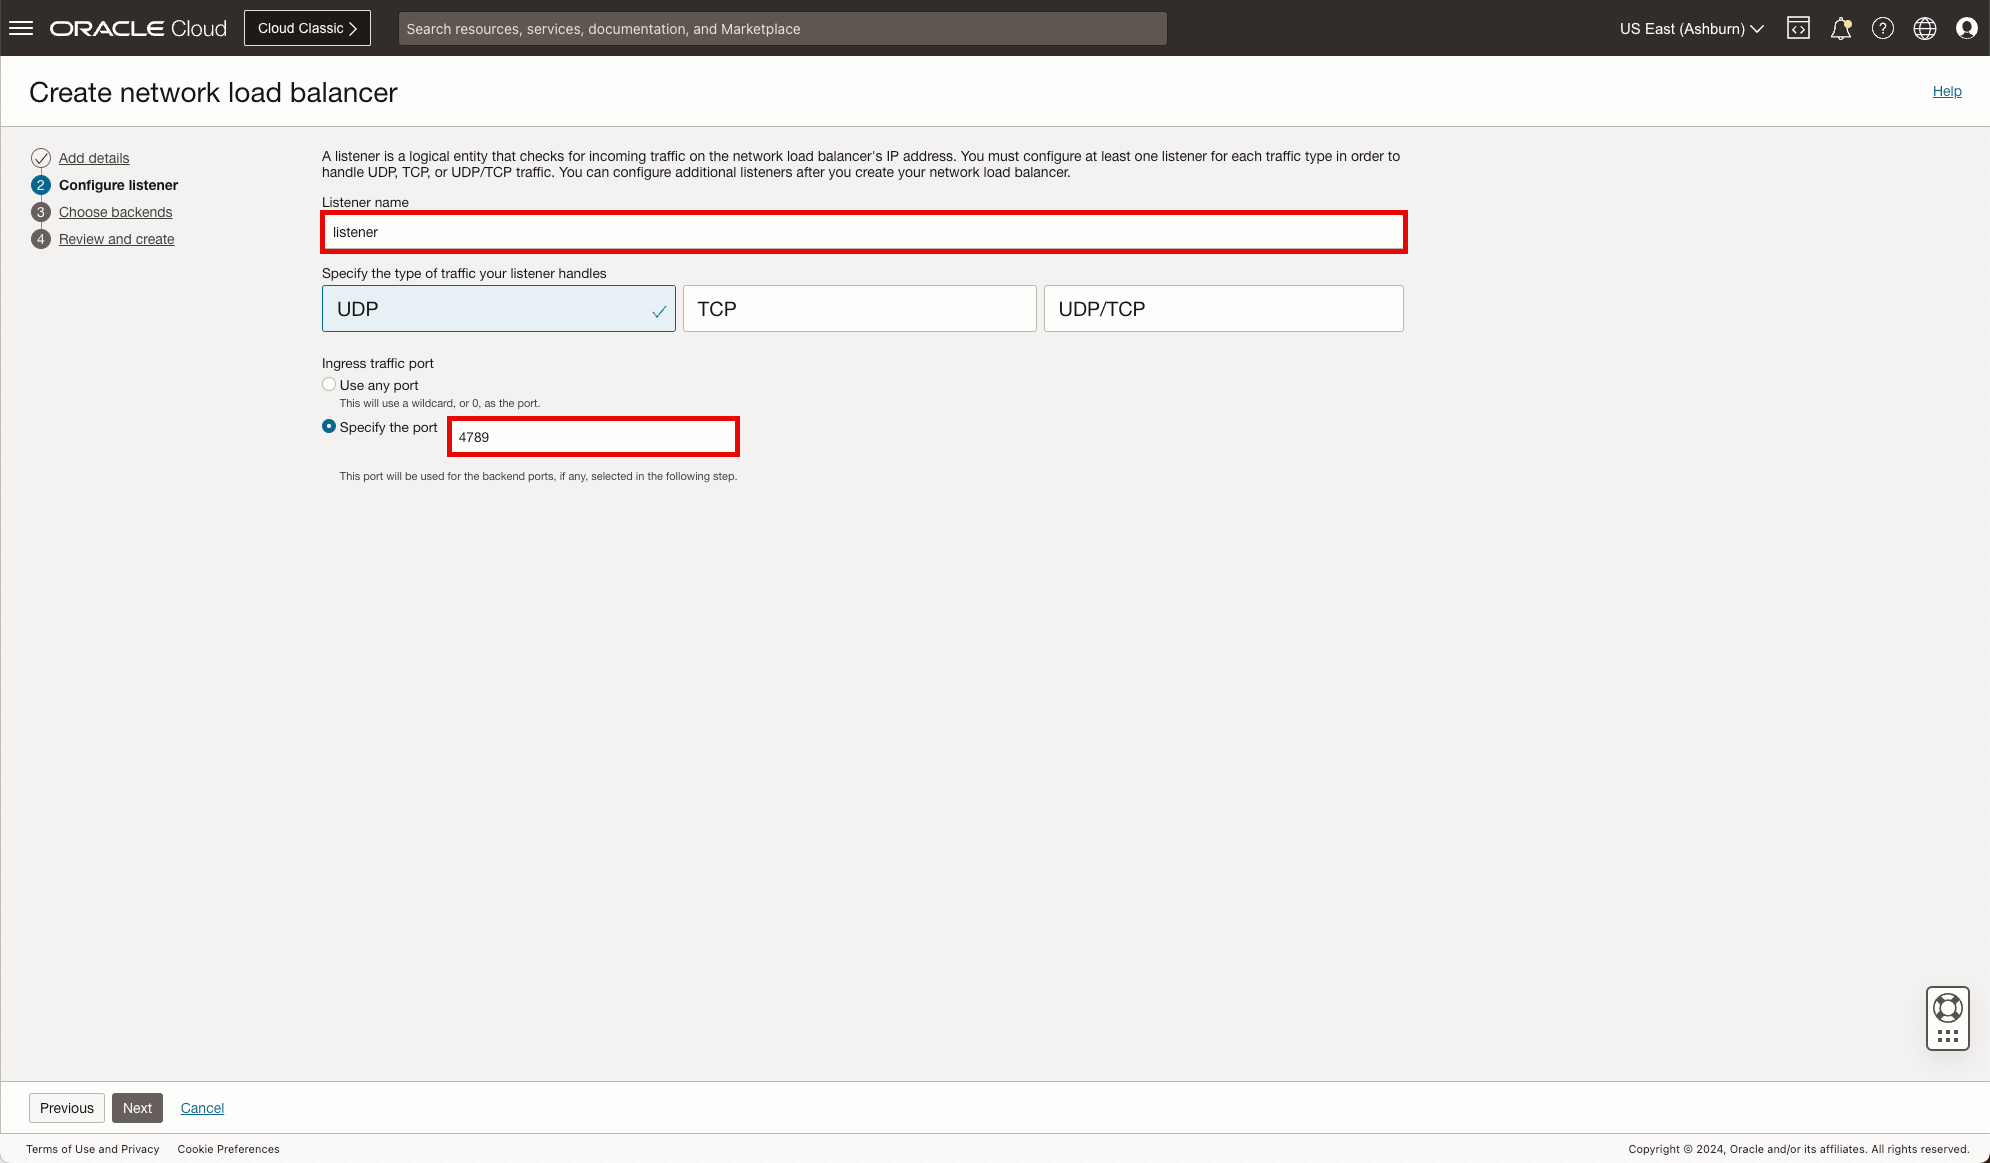 ORACLE Cloud
Cloud Classic
Search resources, services, documentation, and Marketplace
US East (Ashburn)
Create network load balancer
Help
Add details
2 Configure listener
3 Choose backends
4 Review and create
A listener is a logical entity that checks for incoming traffic on the network load balancer's IP address. You must configure at least one listener for each traffic type in order to
handle UDP, TCP, or UDP/TCP traffic. You can configure additional listeners after you create your network load balancer.
Listener name
listener
Specify the type of traffic your listener handles
UDP
TCP
UDP/TCP
Ingress traffic port
Use any port
This will use a wildcard, or 0, as the port.
Specify the port
4789
This port will be used for the backend ports, if any, selected in the following step.
Previous
Next
Cancel
Terms of Use and Privacy
Cookie Preferences
Copyright © 2024, Oracle and/or its affiliates. All rights reserved.